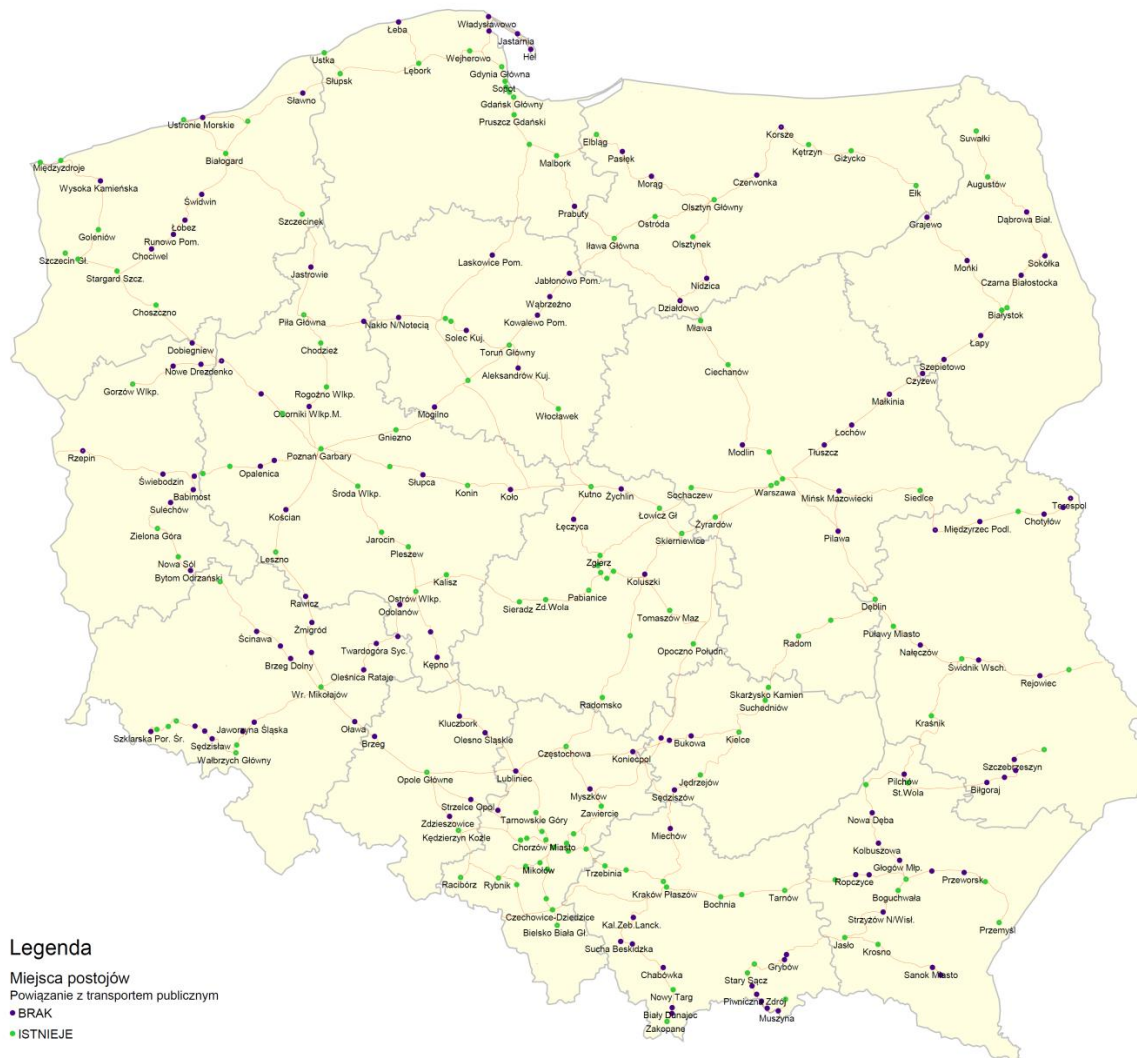 Władysławowo
Łeba
Jastarnia
Hel
Ustka
Wejherowo
Lębork
Gdynia Główna
Słupsk
Sopot
Sławno
Gdańsk Główny
Pruszcz Gdański
Ustronie Morskie
Korsze
Suwałki
Elbląg
Kętrzyn
Giżycko
Białogard
Pasłęk
Malbork
Międzyzdroje
Morąg
Czerwonka
Augustów
Wysoka Kamieńska
Ełk
Świdwin
Olsztyn Główny
Szczecinek
Prabuty
Ostróda
Dąbrowa Biał.
Łobez
Grajewo
Goleniów
Runowo Pom.
Iława Główna
Olsztynek
Chociwel
Szczecin Gł.
Laskowice Pom.
Sokółka
Mońki
Stargard Szcz.
Jastrowie
Jabłonowo Pom.
Nidzica
Czarna Białostocka
Wąbrzeźno
Działdowo
Choszczno
Białystok
Piła Główna
Nakło N/Notecią
Kowalewo Pom.
Mława
Solec Kuj.
Łapy
Dobiegniew
Chodzież
Toruń Główny
Nowe Drezdenko
Szepietowo
Aleksandrów Kuj.
Ciechanów
Czyżew
Gorzów Wlkp.
Rogoźno Wlkp.
Małkinia
Oborniki Wlkp.M.
Mogilno
Włocławek
Gniezno
Łochów
Rzepin
Poznań Garbary
Modlin
Tłuszcz
Opalenica
Świebodzin
Słupca
Babimost
Konin
Koło
Kutno
Żychlin
Sochaczew
Warszawa
Mińsk Mazowiecki
Siedlce
Środa Wlkp.
Sulechów
Kościan
Łęczyca
Łowicz Gł
Żyrardów
Terespol
Międzyrzec Podl.
Chotyłów
Zielona Góra
Skierniewice
Pilawa
Jarocin
Nowa Sól
Leszno
Pleszew
Zgierz
Bytom Odrzański
Kalisz
Koluszki
Rawicz
Ostrów Wlkp.
Pabianice
Odolanów
Sieradz
Zd.Wola
Dęblin
Tomaszów Maz
Żmigród
Puławy Miasto
Ścinawa
Radom
Nałęczów
Twardogóra Syc.
Opoczno Połudn.
Brzeg Dolny
Kępno
Świdnik Wsch.
Oleśnica Rataje
Rejowiec
Wr. Mikołajów
Skarżysko Kamien
Radomsko
Suchedniów
Kraśnik
Jaworzyna Śląska
Oława
Kluczbork
Szklarska Por. Śr.
Brzeg
Olesno Śląskie
Bukowa
Kielce
Sędzisław
Częstochowa
Koniecpol
Wałbrzych Główny
Szczebrzeszyn
Opole Główne
Lubliniec
Jędrzejów
Pilchów
Myszków
Sędziszów
St.Wola
Biłgoraj
Strzelce Opol
Zawiercie
Zdzieszowice
Tarnowskie Góry
Nowa Dęba
Kędzierzyn Koźle
Miechów
Chorzów Miasto
Kolbuszowa
Głogów Młp.
Mikołów
Trzebinia
Racibórz
Rybnik
Ropczyce
Przeworsk
Kraków Płaszów
Tarnów
Boguchwała
Bochnia
Czechowice-Dziedzice
Strzyżów N/Wisł.
Kal.Zeb.Lanck.
Bielsko Biała Gł.
Przemyśl
Sucha Beskidzka
Jasło
Krosno
Grybów
Chabówka
Sanok Miasto
Stary Sącz
Nowy Targ
Piwniczna Zdrój
Biały Dunajec
Muszyna
Zakopane
Legenda
Miejsca postojów
Powiązanie z transportem publicznym
BRAK
ISTNIEJE